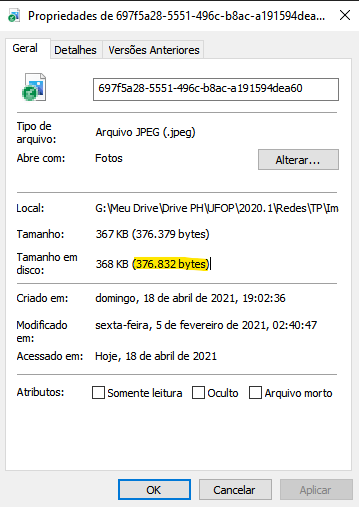 Propriedades de 697f5a28-5551-496c-b8ac-a191594dea...
Geral Detalhes Versões Anteriores
697f5a28-5551-496c-b8ac-a191594dea60
Tipo de arquivo: Arquivo JPEG (.jpeg)
Abre com: Fotos Alterar...
Local: G:\Meu Drive\Drive PH\UFOP\2020.1\Redes\TP\Im
Tamanho: 367 KB (376.379 bytes)
Tamanho em disco: 368 KB (376.832 bytes)
Criado em: domingo, 18 de abril de 2021, 19:02:36
Modificado em: sexta-feira, 5 de fevereiro de 2021, 02:40:47
Acessado em: Hoje, 18 de abril de 2021
Atributos: Somente leitura Oculto Arquivo morto
OK Cancelar Aplicar